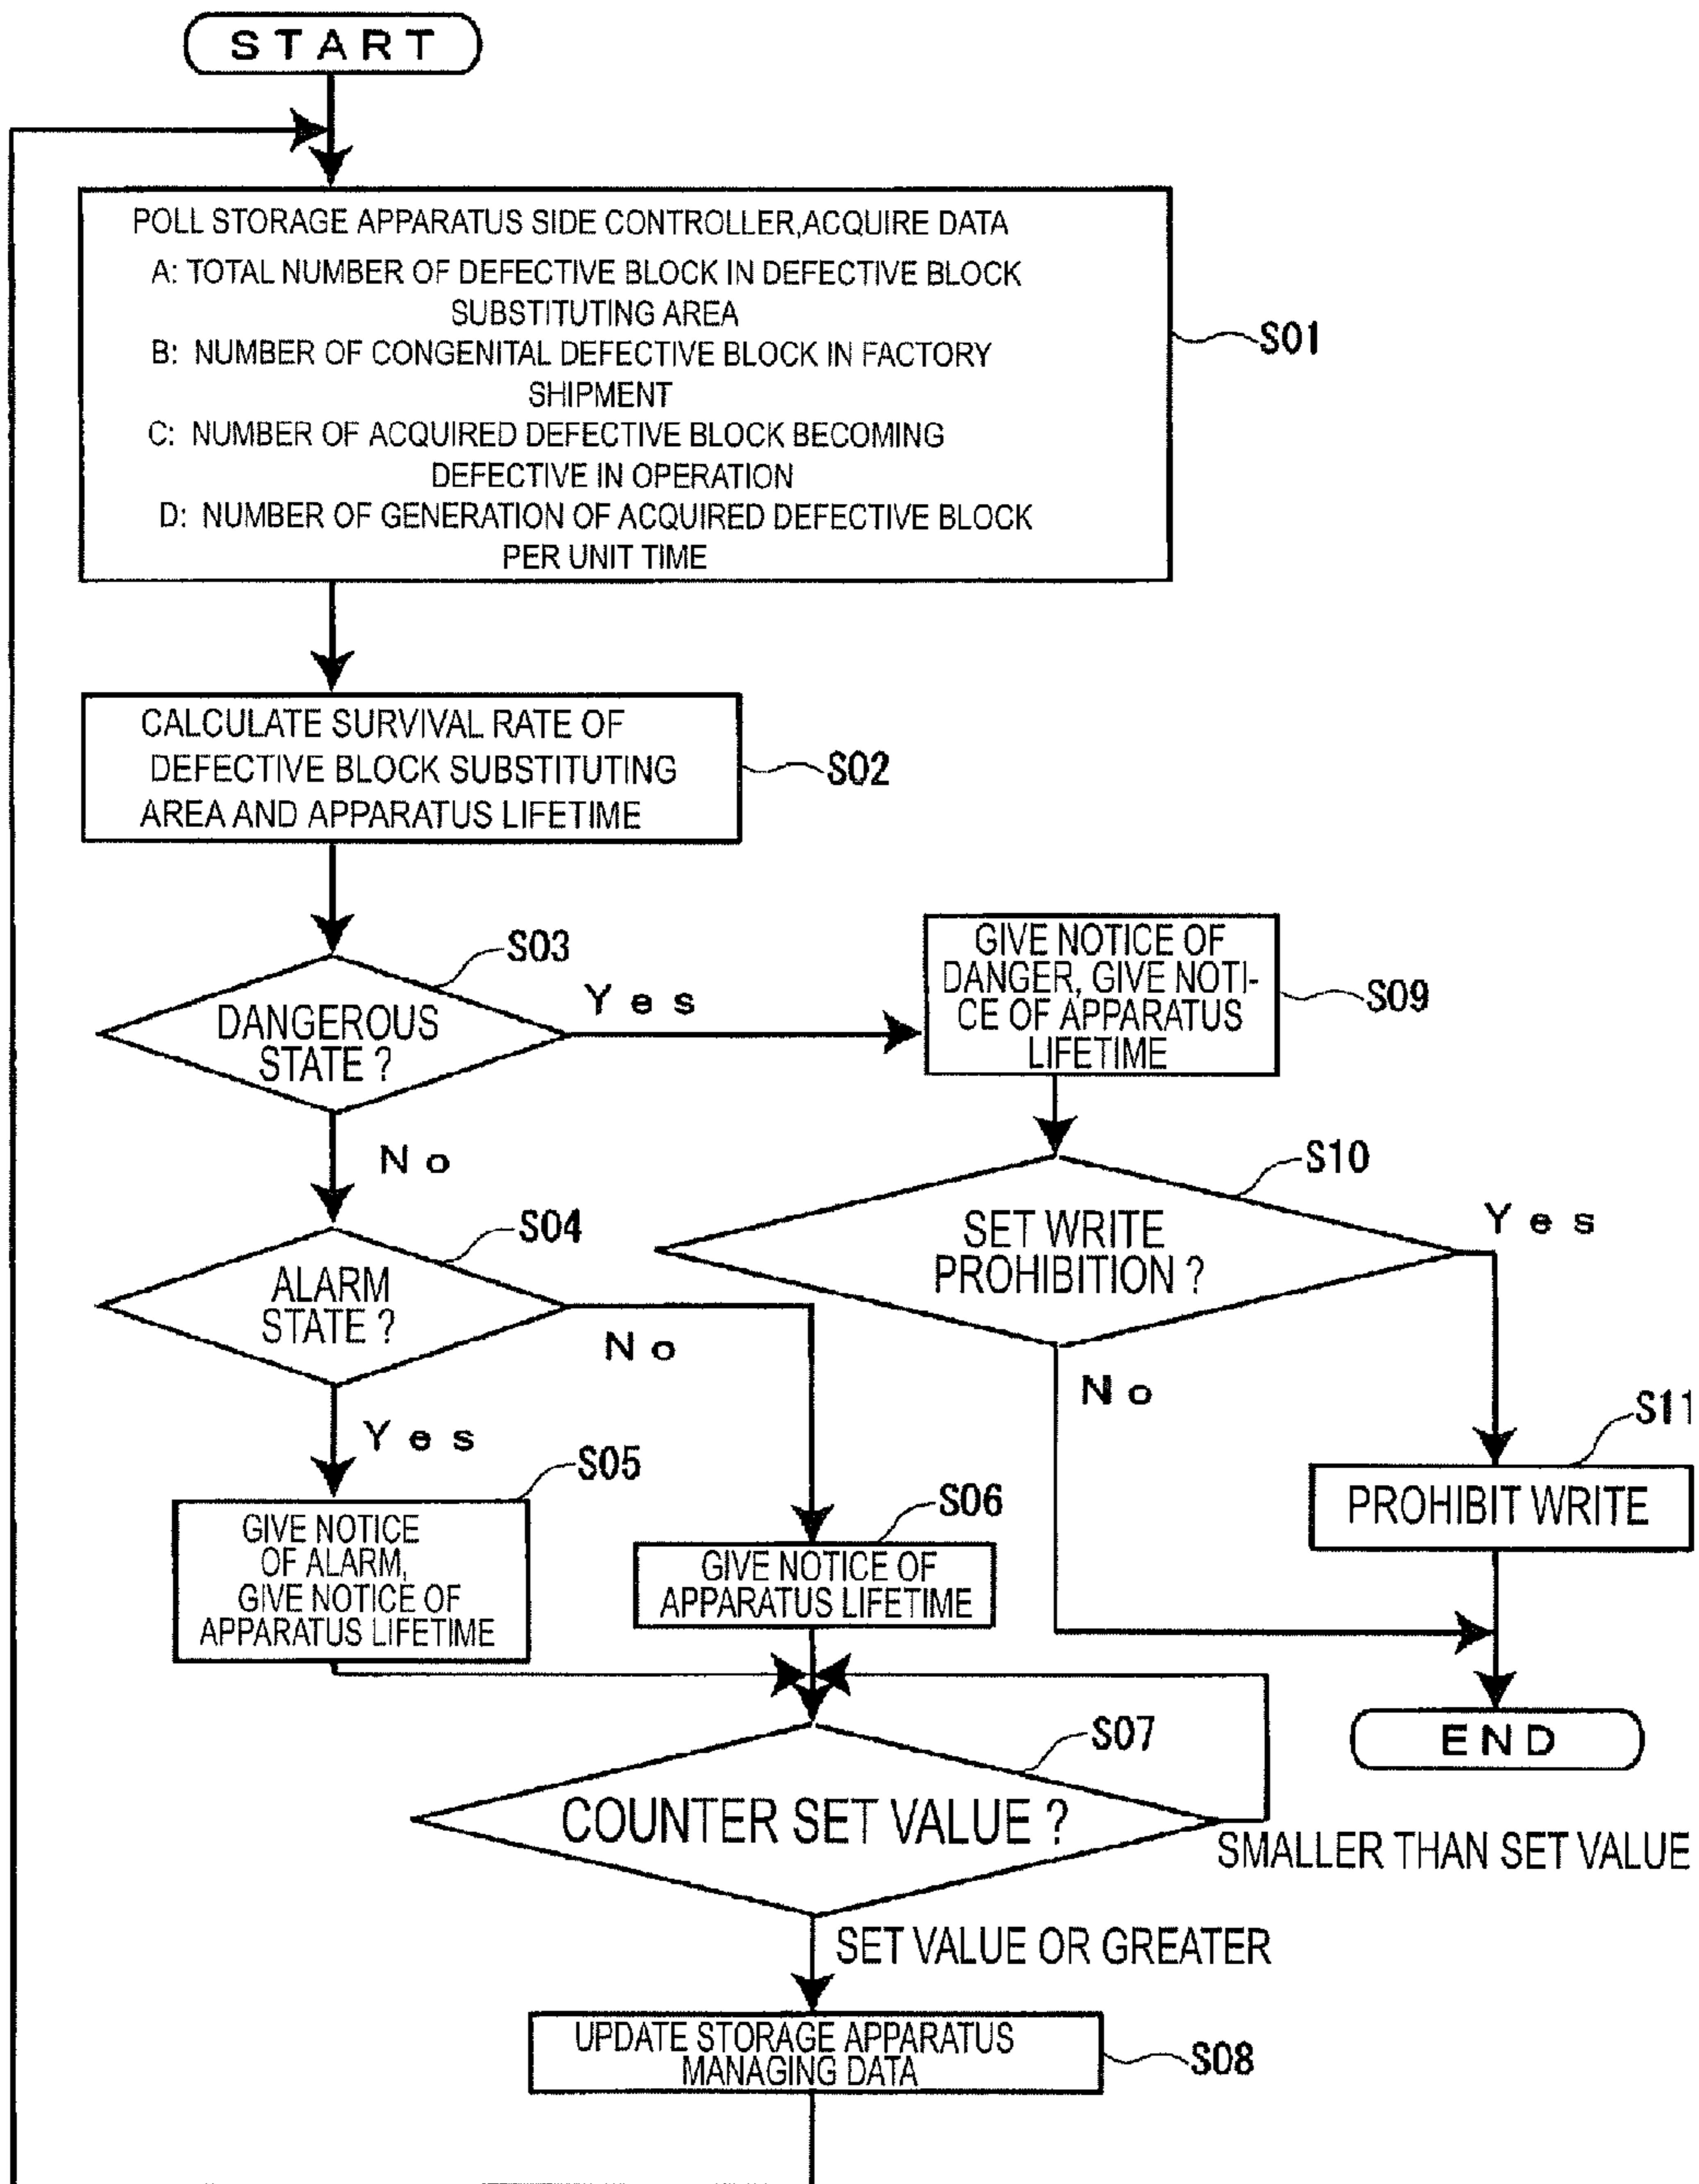 START
POLL STORAGE APPARATUS SIDE CONTROLLER,ACQUIRE DATA
A: TOTAL NUMBER OF DEFECTIVE BLOCK IN DEFECTIVE BLOCK
SUBSTITUTING AREA
B: NUMBER OF CONGENITAL DEFECTIVE BLOCK IN FACTORY
SHIPMENT
C: NUMBER OF ACQUIRED DEFECTIVE BLOCK BECOMING
DEFECTIVE IN OPERATION
D: NUMBER OF GENERATION OF ACQUIRED DEFECTIVE BLOCK
PER UNIT TIME
S01
CALCULATE SURVIVAL RATE OF
DEFECTIVE BLOCK SUBSTITUTING
AREA AND APPARATUS LIFETIME
S02
S03
DANGEROUS
STATE ?
Yes
No
GIVE NOTICE OF
DANGER, GIVE NOTI-
CE OF APPARATUS
LIFETIME
S09
S04
ALARM
STATE ?
No
Yes
S10
SET WRITE
PROHIBITION ?
Yes
No
S05
GIVE NOTICE
OF ALARM,
GIVE NOTICE OF
APPARATUS LIFETIME
S06
GIVE NOTICE OF
APPARATUS LIFETIME
S11
PROHIBIT WRITE
END
S07
COUNTER SET VALUE ?
SMALLER THAN SET VALUE
SET VALUE OR GREATER
UPDATE STORAGE APPARATUS
MANAGING DATA
S08